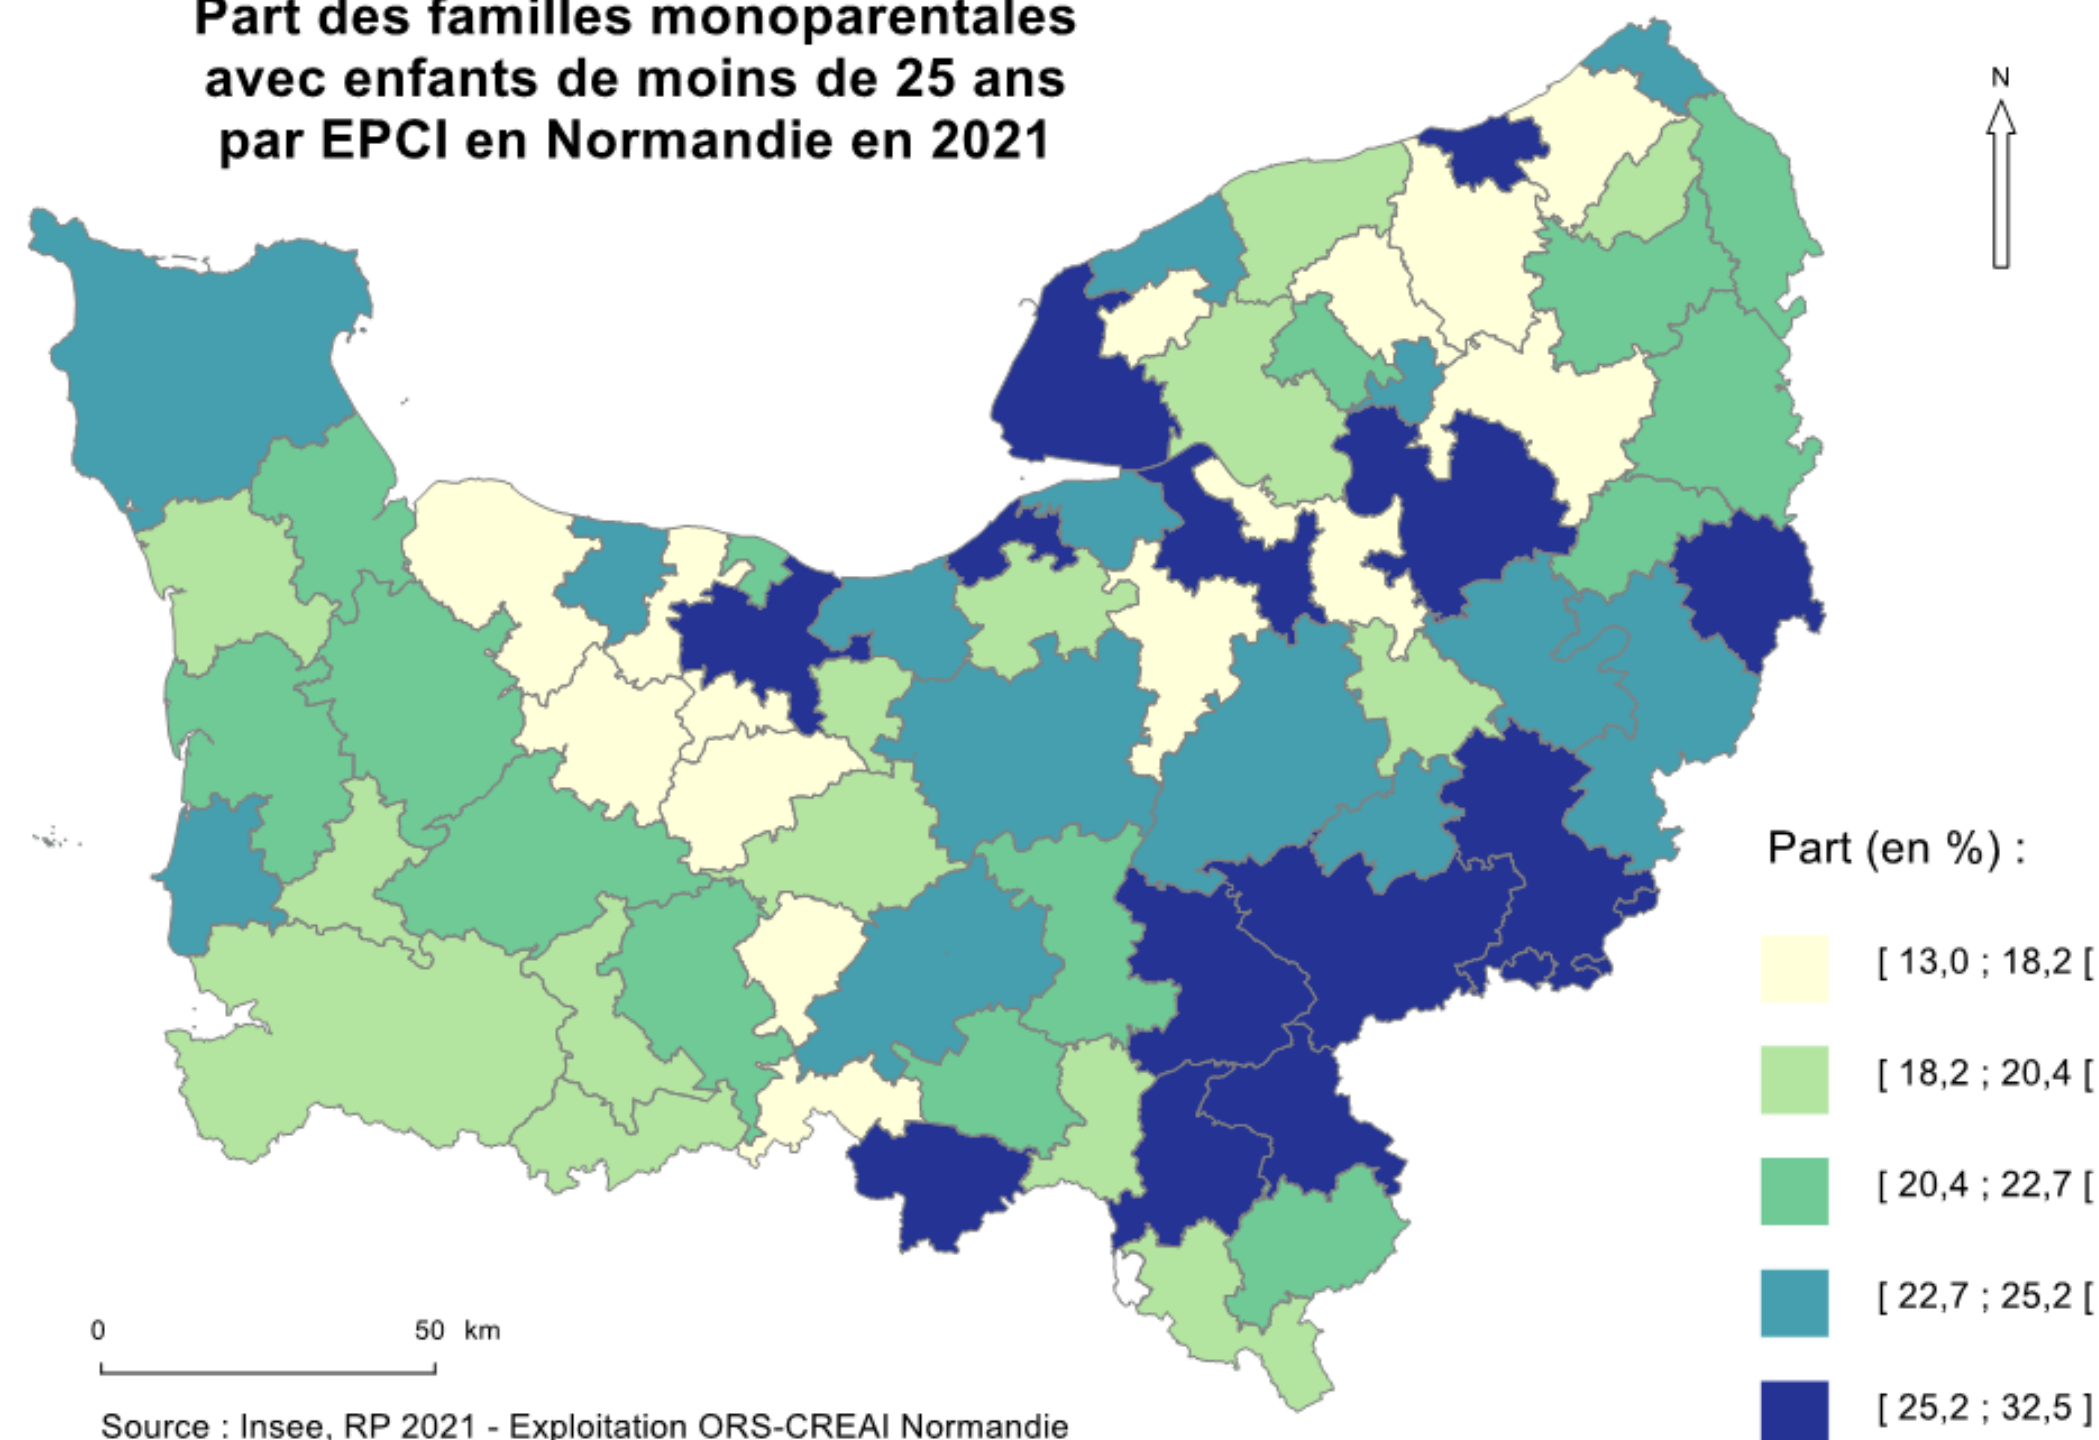 Part des familles monoparentales
avec enfants de moins de 25 ans
par EPCI en Normandie en 2021
N
Part (en %) :
[ 13,0 ; 18,2 [
[ 18,2 ; 20,4 [
[ 20,4 ; 22,7 [
[ 22,7 ; 25,2 [
[ 25,2 ; 32,5 ]
0 50 km
Source : Insee, RP 2021 - Exploitation ORS-CREAI Normandie